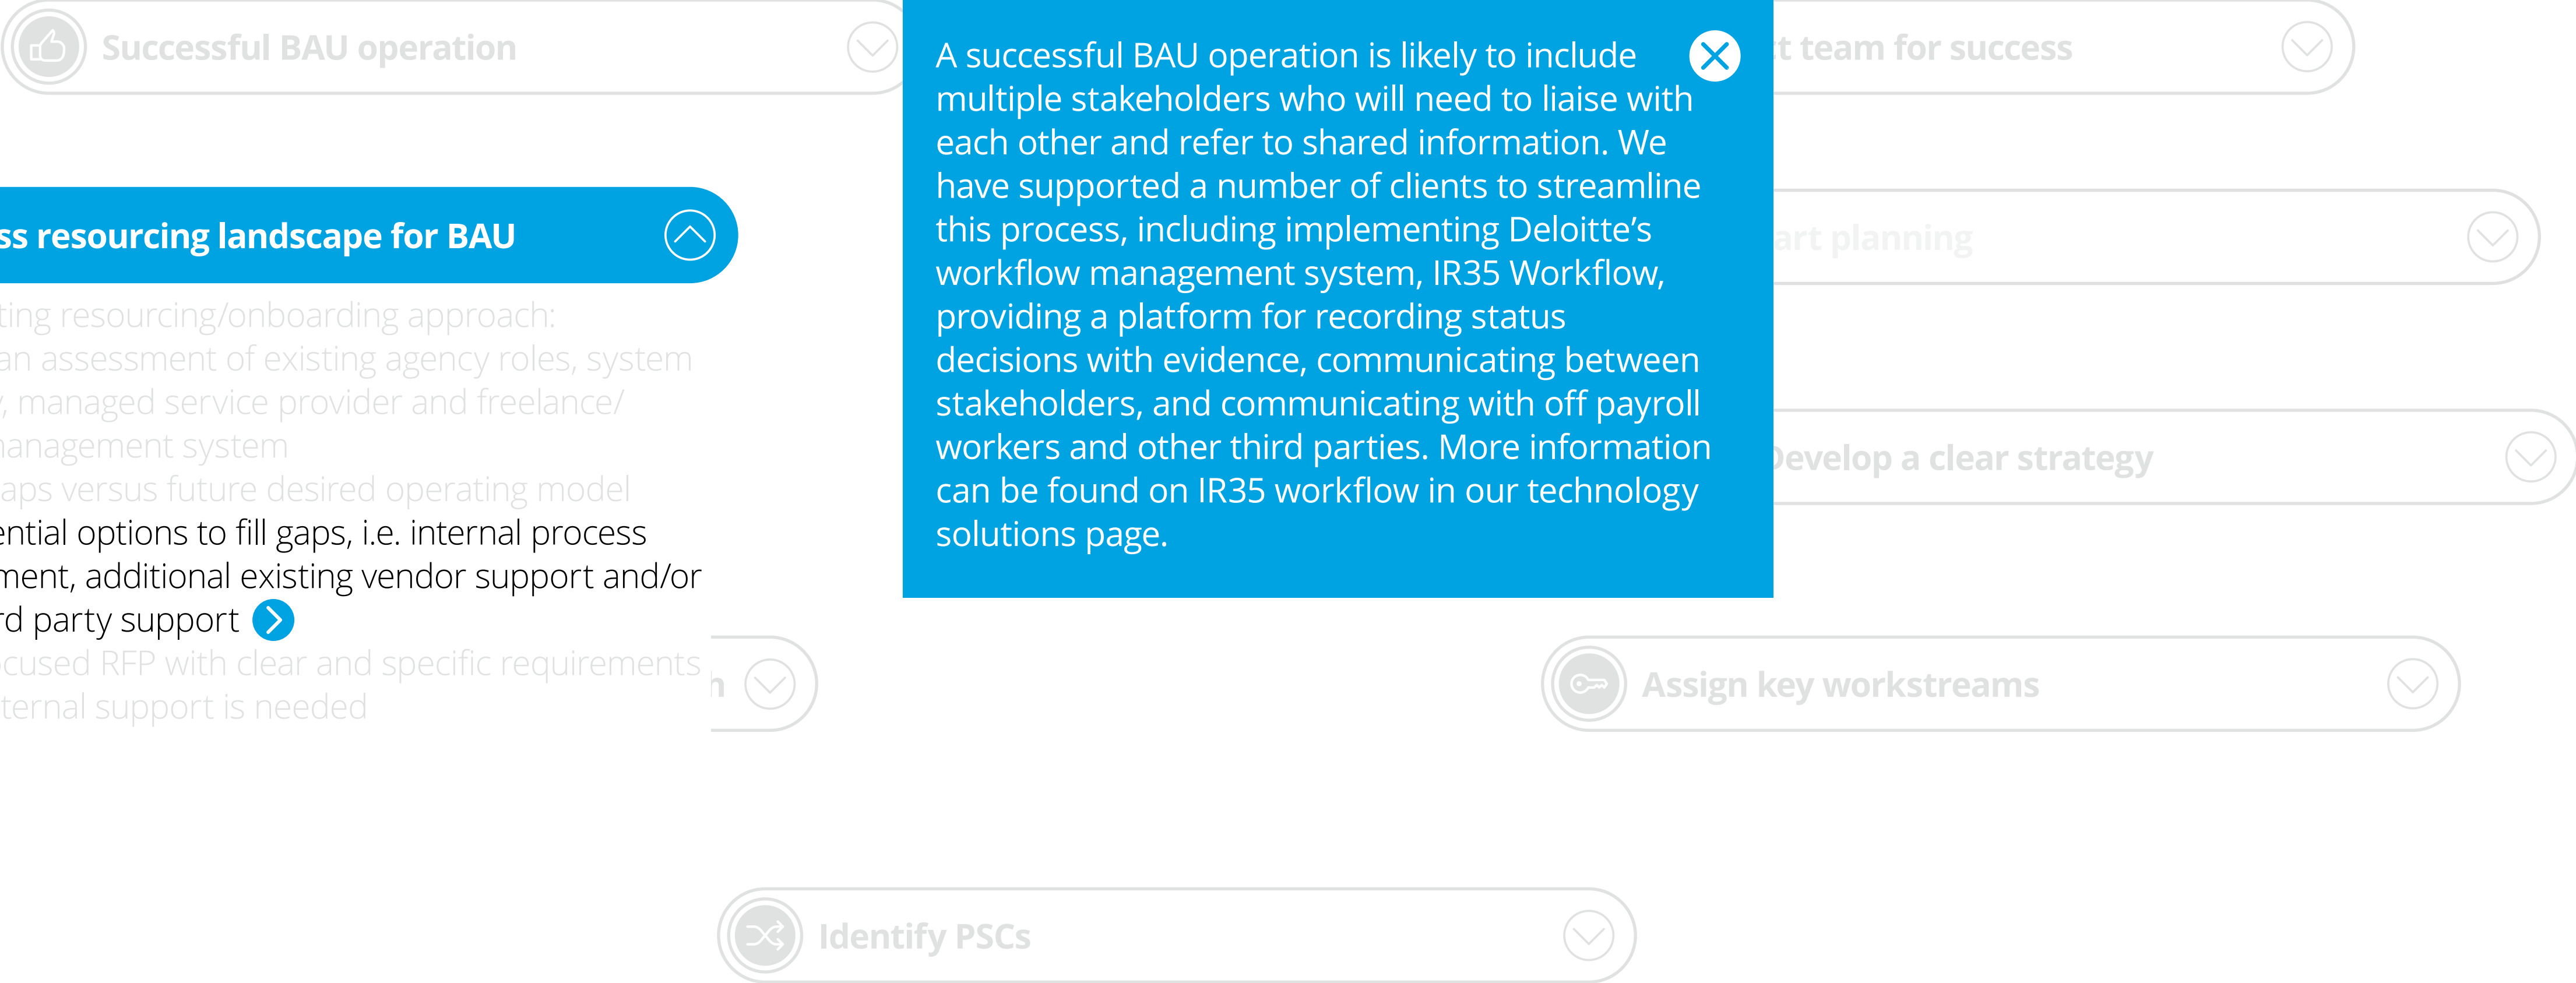 Successful BAU operation
ss resourcing landscape for BAU
ting resourcing/onboarding approach:
an assessment of existing agency roles, system
, managed service provider and freelance/
management system
aps versus future desired operating model
ential options to fill gaps, i.e. internal process
ment, additional existing vendor support and/or
rd party support
ocused RFP with clear and specific requirements
ternal support is needed
h
A successful BAU operation is likely to include
multiple stakeholders who will need to liaise with
each other and refer to shared information. We
have supported a number of clients to streamline
this process, including implementing Deloitte’s
workflow management system, IR35 Workflow,
providing a platform for recording status
decisions with evidence, communicating between
stakeholders, and communicating with off payroll
workers and other third parties. More information
can be found on IR35 workflow in our technology
solutions page.
ct team for success
art planning
Develop a clear strategy
Assign key workstreams
Identify PSCs